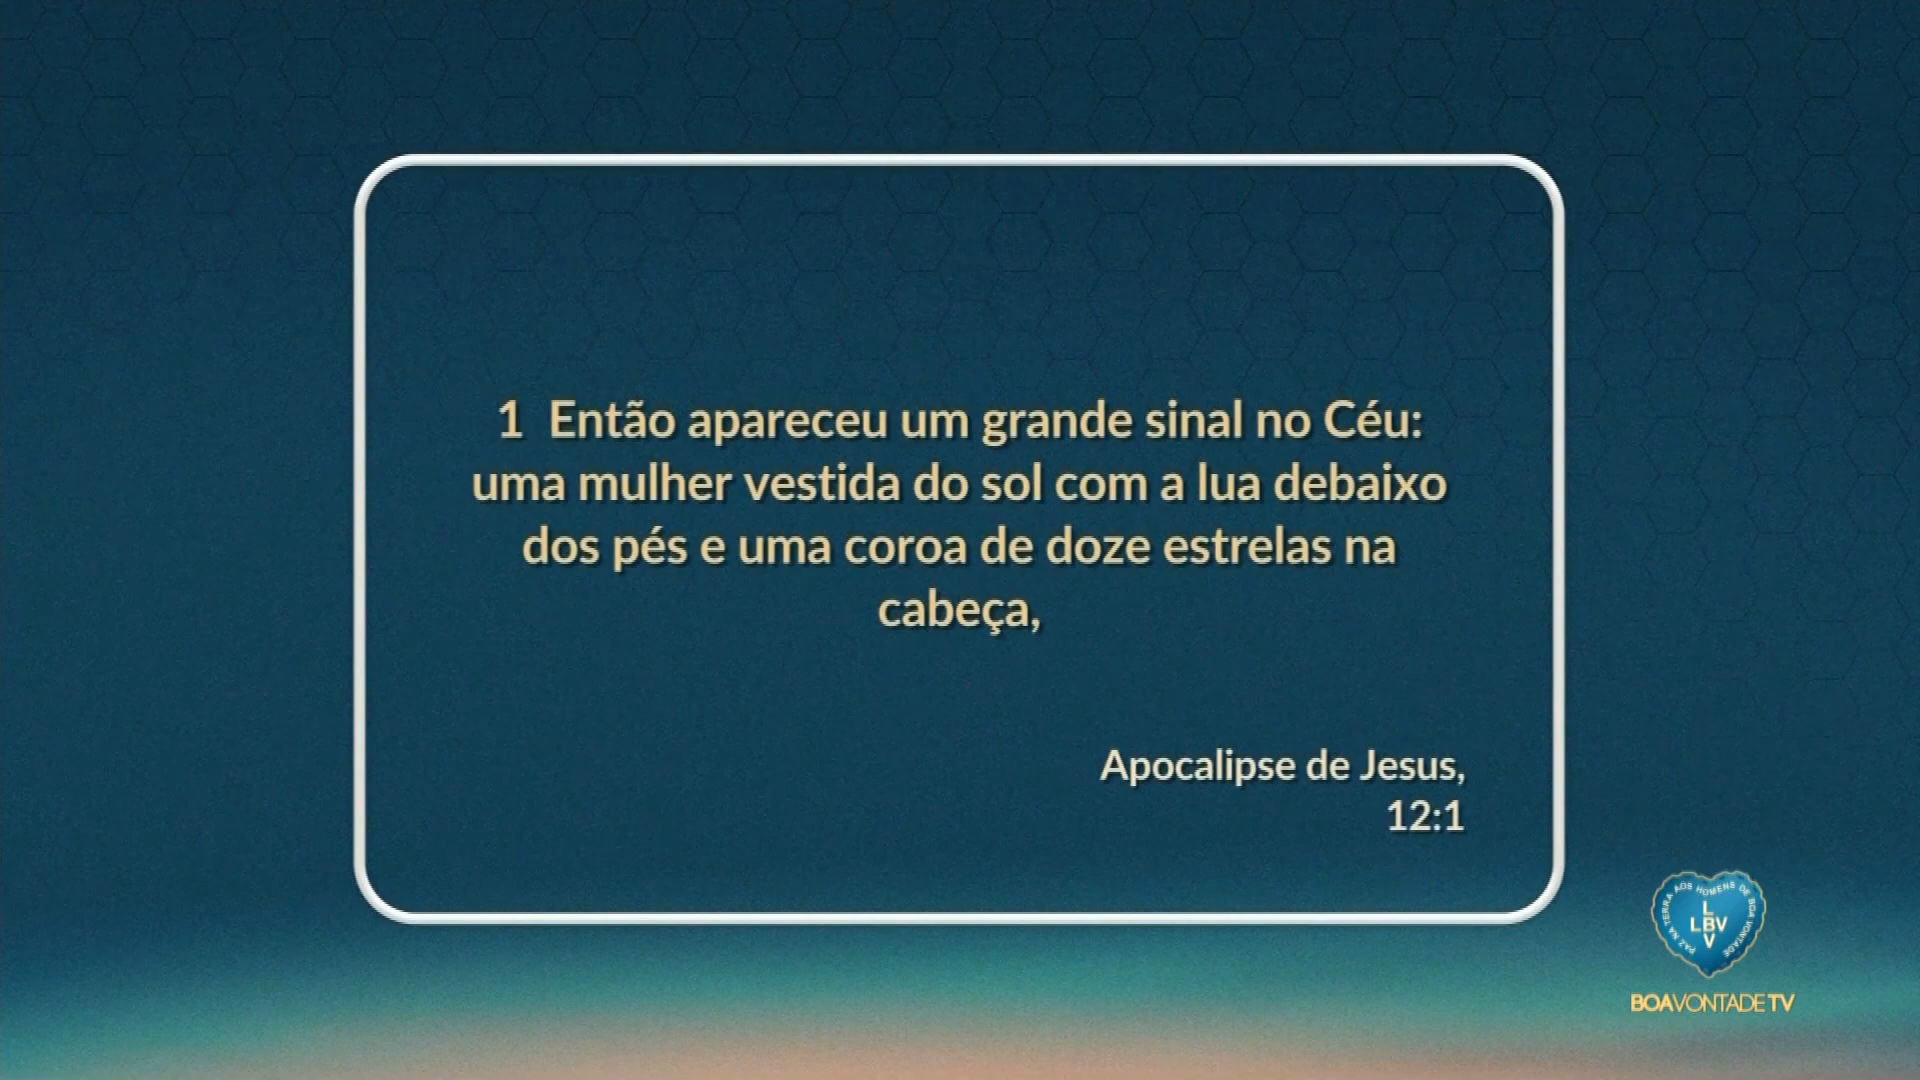 1 Então apareceu um grande sinal no Céu:
uma mulher vestida do sol com a lua debaixo
dos pés e uma coroa de doze estrelas na
cabeça,
Apocalipse de Jesus,
12:1
PAZ NA TERRA AOS HOMENS DE BOA VONTADE
L
LBV
V
BOAVONTADETV